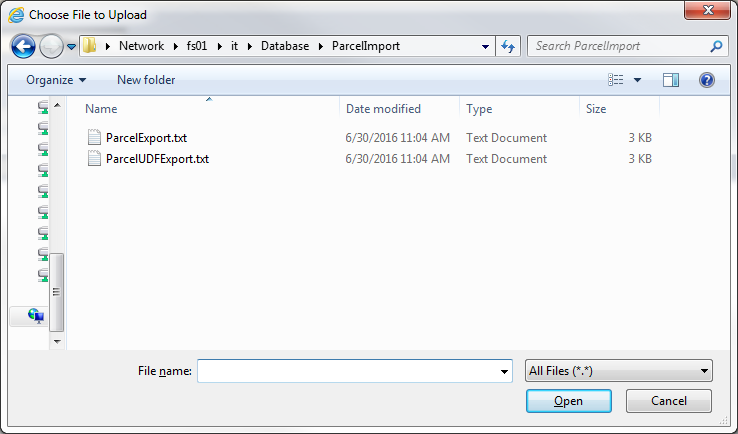 Choose File to Upload
Network ▸ fs01 ▸ it ▸ Database ▸ ParcelImport
Search ParcelImport
Organize New folder
Name Date modified Type Size
ParcelExport.txt 6/30/2016 11:04 AM Text Document 3 KB
ParcelUDFExport.txt 6/30/2016 11:04 AM Text Document 3 KB
File name: All Files (*.*)
Open Cancel